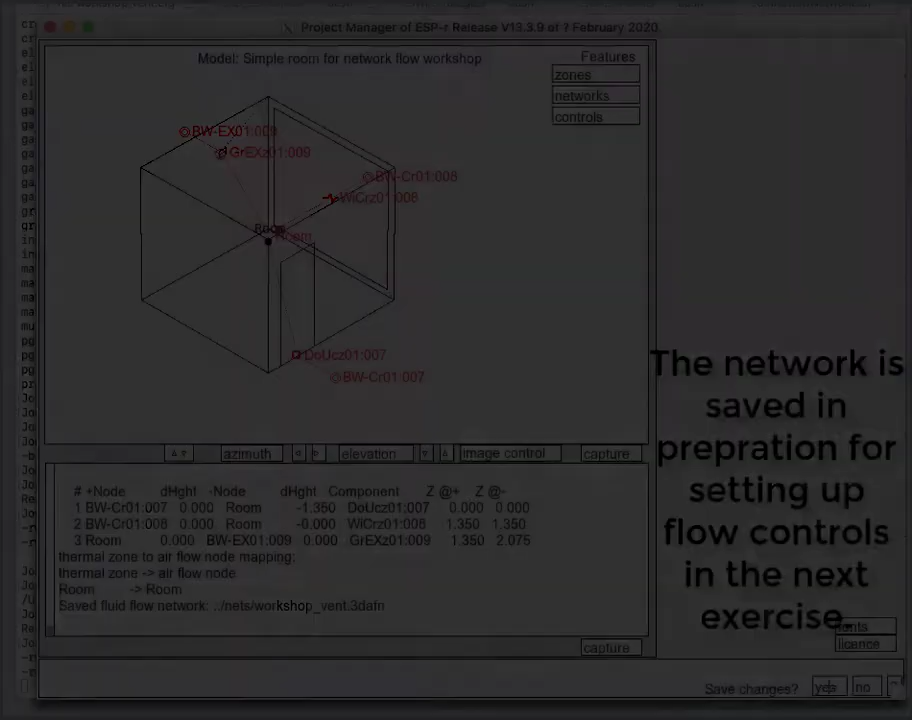 Project Manager of ESP-r Release V13.3.9 of ? February 2020
Model: Simple room for network flow workshop
Features
zones
networks
controls
BW-EX01:009
GrEXz01:009
BW-Cr01:008
WiCrz01:008
Room
Room
DoUcz01:007
BW-Cr01:007
azimuth
elevation
image control
capture
# +Node dHght -Node dHght Component Z @+ Z @-
1 BW-Cr01:007 0.000 Room -1.350 DoUcz01:007 0.000 0.000
2 BW-Cr01:008 0.000 Room -0.000 WiCrz01:008 1.350 1.350
3 Room 0.000 BW-EX01:009 0.000 GrEXz01:009 1.350 2.075
thermal zone to air flow node mapping:
thermal zone -> air flow node
Room -> Room
Saved fluid flow network: ../nets/workshop_vent.3dafn
capture
The network is
saved in
prepration for
setting up
flow controls
in the next
exercise.
fonts
licence
Save changes? yes no